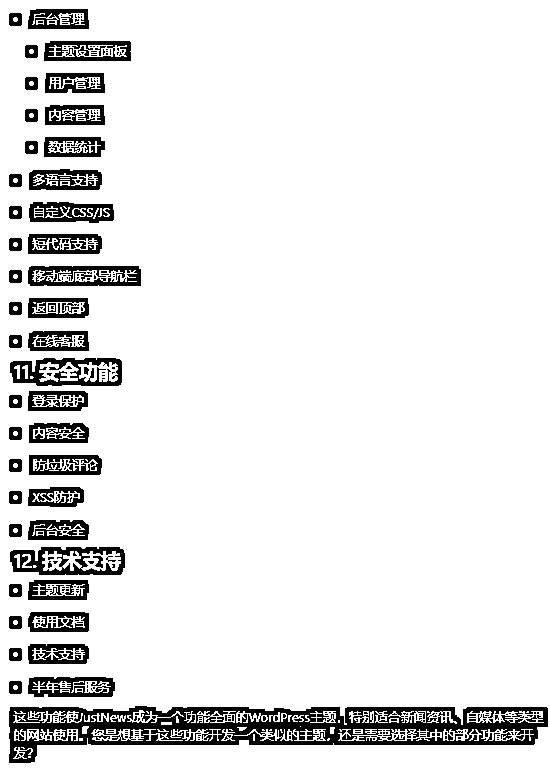 后台管理
主题设置面板
用户管理
内容管理
数据统计
多语言支持
自定义CSS/JS
短代码支持
移动端底部导航栏
返回顶部
在线客服
11. 安全功能
登录保护
内容安全
防垃圾评论
XSS防护
后台安全
12. 技术支持
主题更新
使用文档
技术支持
半年售后服务
这些功能使JustNews成为一个功能全面的WordPress主题，特别适合新闻资讯、自媒体等类型
的网站使用。您是想基于这些功能开发一个类似的主题，还是需要选择其中的部分功能来开
发？